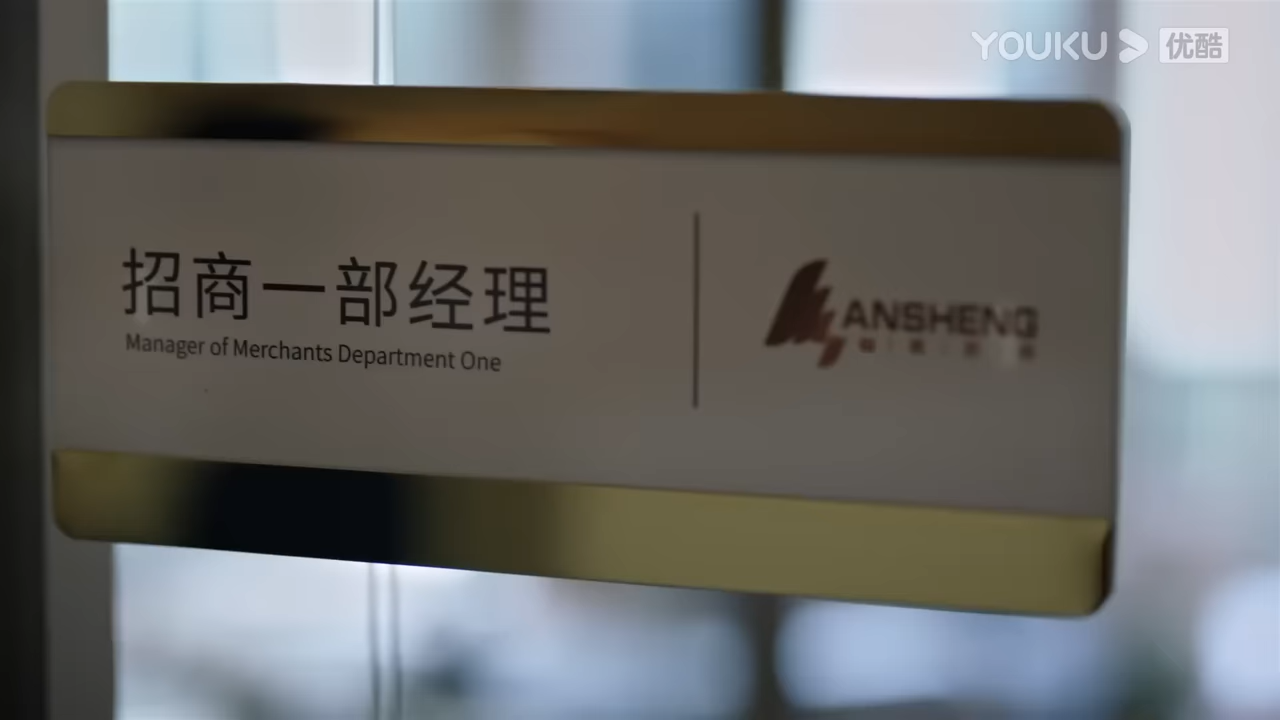 YOUKU 优酷
招商一部经理
Manager of Merchants Department One
ANSHENG